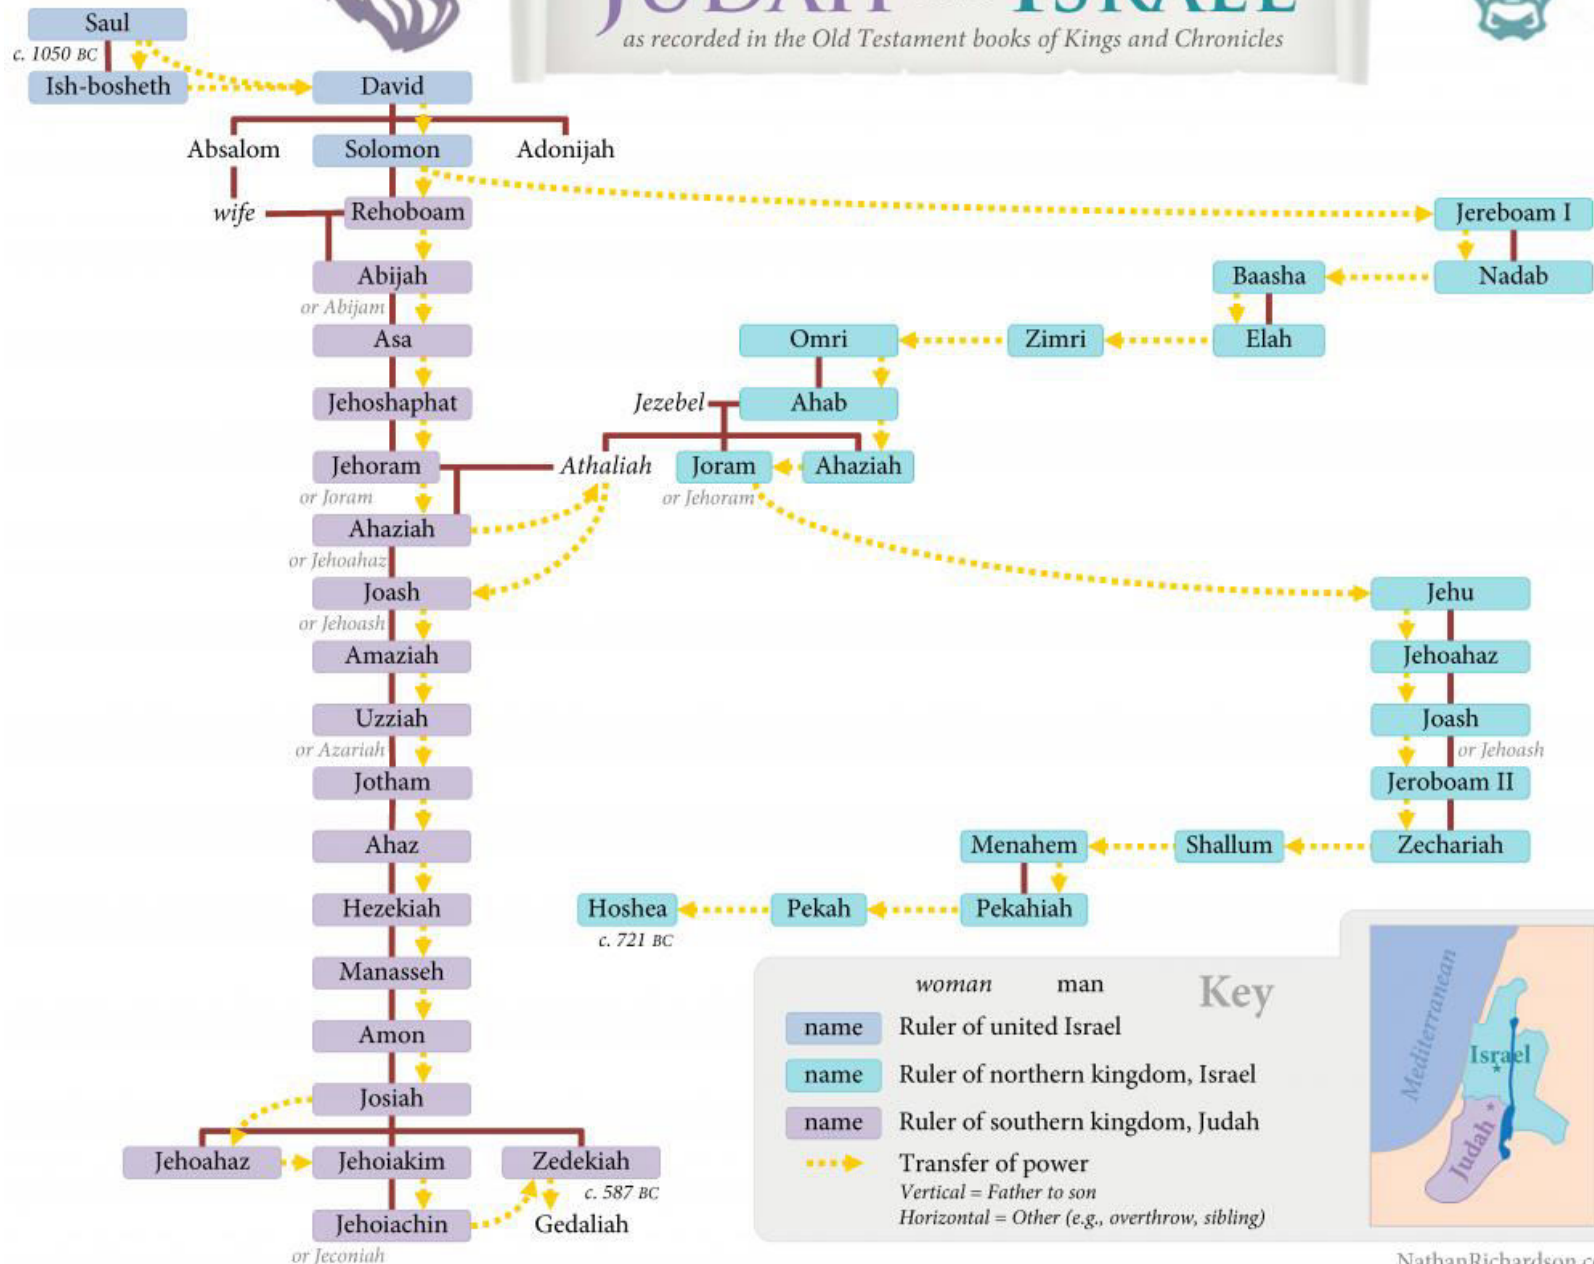 JUDAH ISRAEL
as recorded in the Old Testament books of Kings and Chronicles
Saul
c. 1050 BC
Ish-bosheth
David
Absalom
Solomon
Adonijah
wife
Rehoboam
Jereboam I
Abijah
or Abijam
Baasha
Nadab
Asa
Omri
Zimri
Elah
Jehoshaphat
Jezebel
Ahab
Jehoram
or Joram
Athaliah
Joram
or Jehoram
Ahaziah
Ahaziah
or Jehoahaz
Joash
or Jehoash
Jehu
Amaziah
Jehoahaz
Uzziah
or Azariah
Joash
or Jehoash
Jotham
Jeroboam II
Ahaz
Menahem
Shallum
Zechariah
Hezekiah
Hoshea
c. 721 BC
Pekah
Pekahiah
Manasseh
Amon
Josiah
Jehoahaz
Jehoiakim
Zedekiah
c. 587 BC
Jehoiachin
or Jeconiah
Gedaliah
woman man Key
name Ruler of united Israel
name Ruler of northern kingdom, Israel
name Ruler of southern kingdom, Judah
Transfer of power
Vertical = Father to son
Horizontal = Other (e.g., overthrow, sibling)
Mediterranean
Israel
Judah
NathanRichardson.c